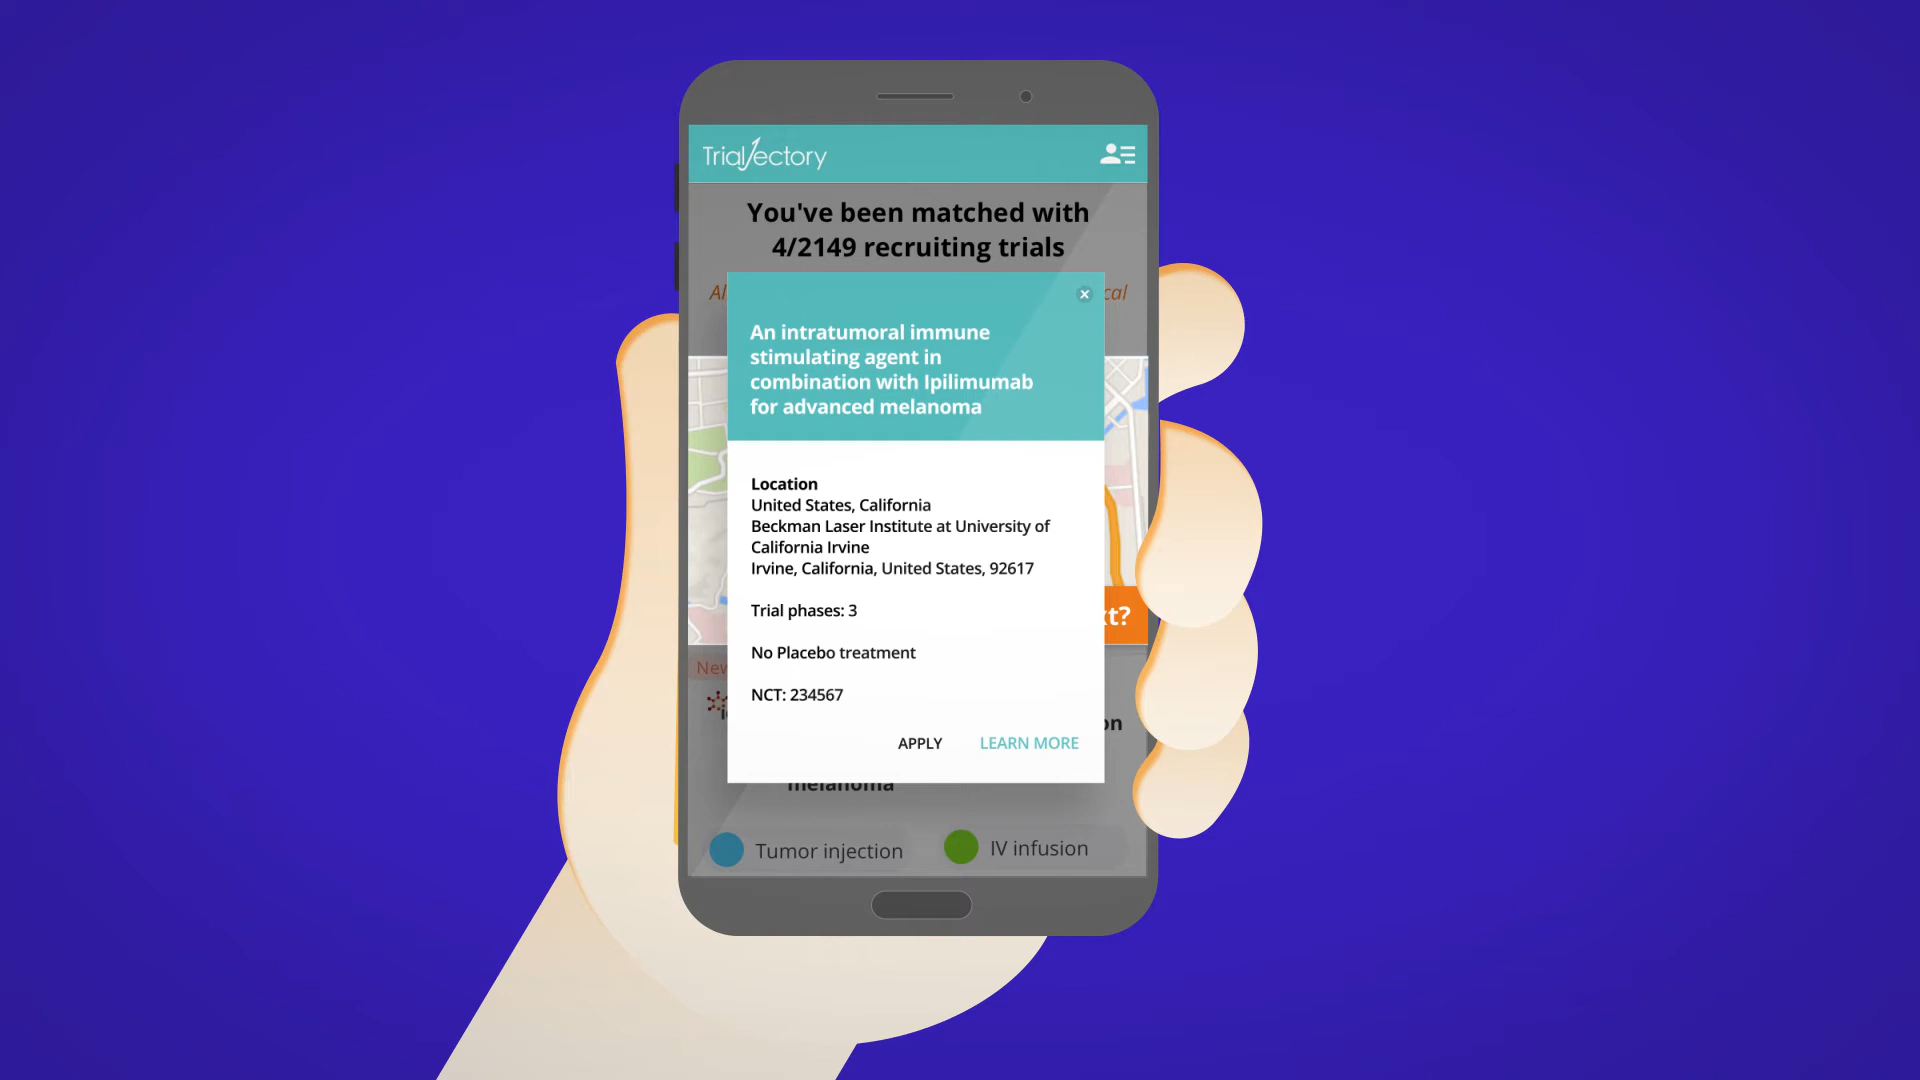 Trialjectory
You've been matched with
4/2149 recruiting trials
An intratumoral immune
stimulating agent in
combination with Ipilimumab
for advanced melanoma
Location
United States, California
Beckman Laser Institute at University of
California Irvine
Irvine, California, United States, 92617
Trial phases: 3
No Placebo treatment
NCT: 234567
APPLY LEARN MORE
melanoma
Tumor injection IV infusion